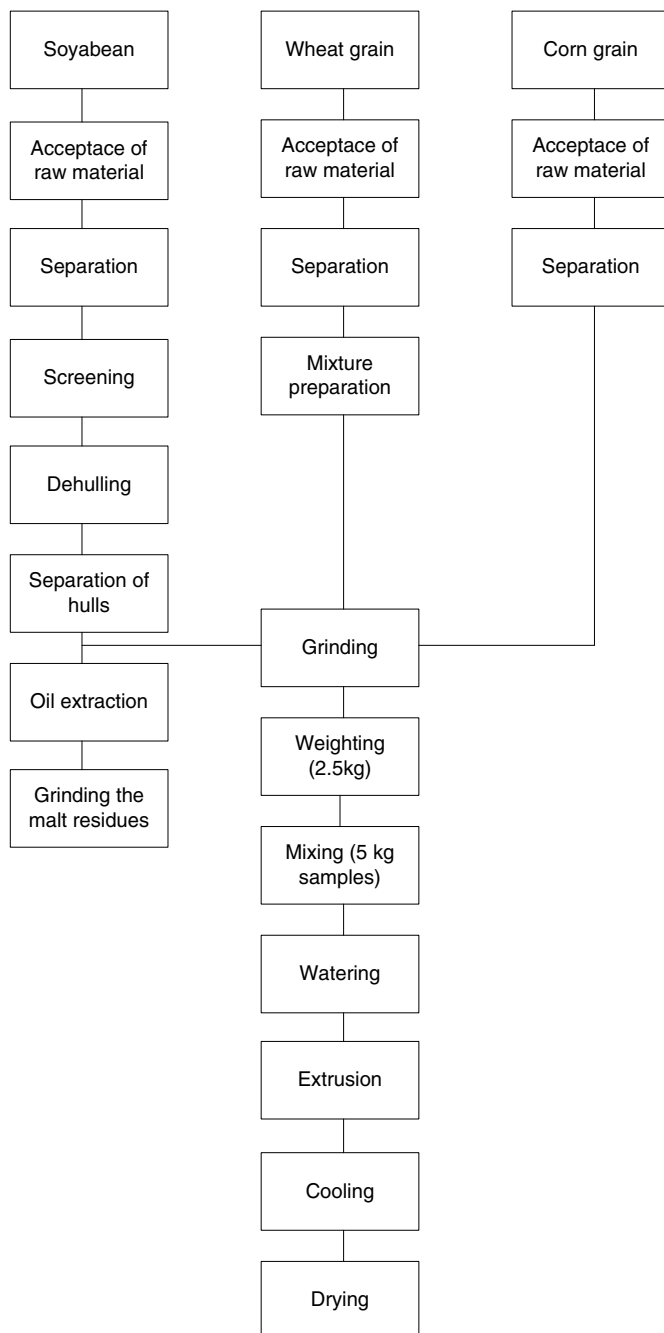 Soyabean
Wheat grain
Corn grain
Acceptace of
raw material
Acceptace of
raw material
Acceptace of
raw material
Separation
Separation
Separation
Screening
Mixture
preparation
Dehulling
Separation of
hulls
Grinding
Oil extraction
Weighting
(2.5kg)
Grinding the
malt residues
Mixing (5 kg
samples)
Watering
Extrusion
Cooling
Drying